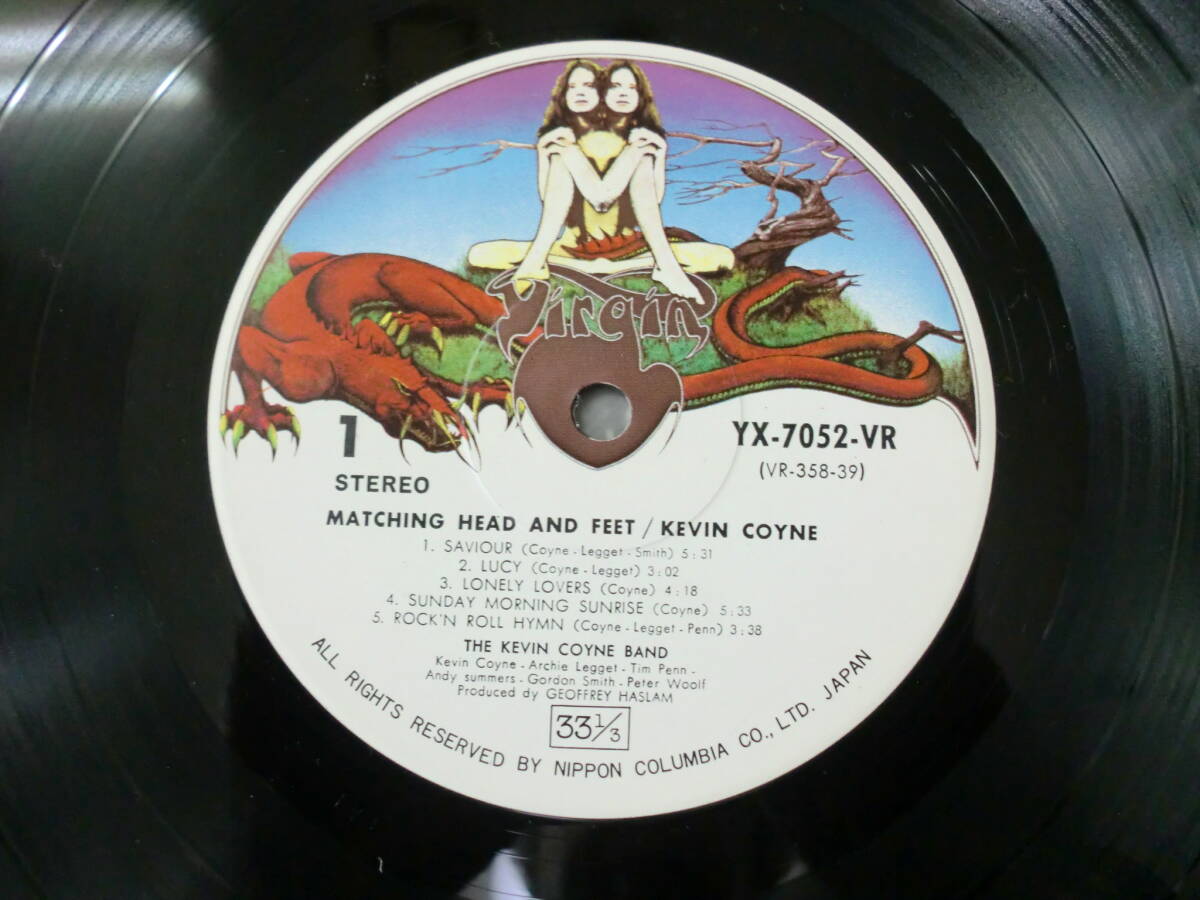 Virgin
1
STEREO
YX-7052-VR
(VR-358-39)
MATCHING HEAD AND FEET / KEVIN COYNE
1. SAVIOUR (Coyne - Legget - Smith) 5 : 31
2. LUCY (Coyne - Legget) 3 : 02
3. LONELY LOVERS (Coyne) 4 : 18
4. SUNDAY MORNING SUNRISE (Coyne) 5 : 33
5. ROCK'N ROLL HYMN (Coyne - Legget - Penn) 3 : 38
THE KEVIN COYNE BAND
Kevin Coyne - Archie Legget - Tim Penn -
Andy summers - Gordon Smith - Peter Woolf
Produced by GEOFFREY HASLAM
33 1/3
ALL RIGHTS RESERVED BY NIPPON COLUMBIA CO., LTD. JAPAN